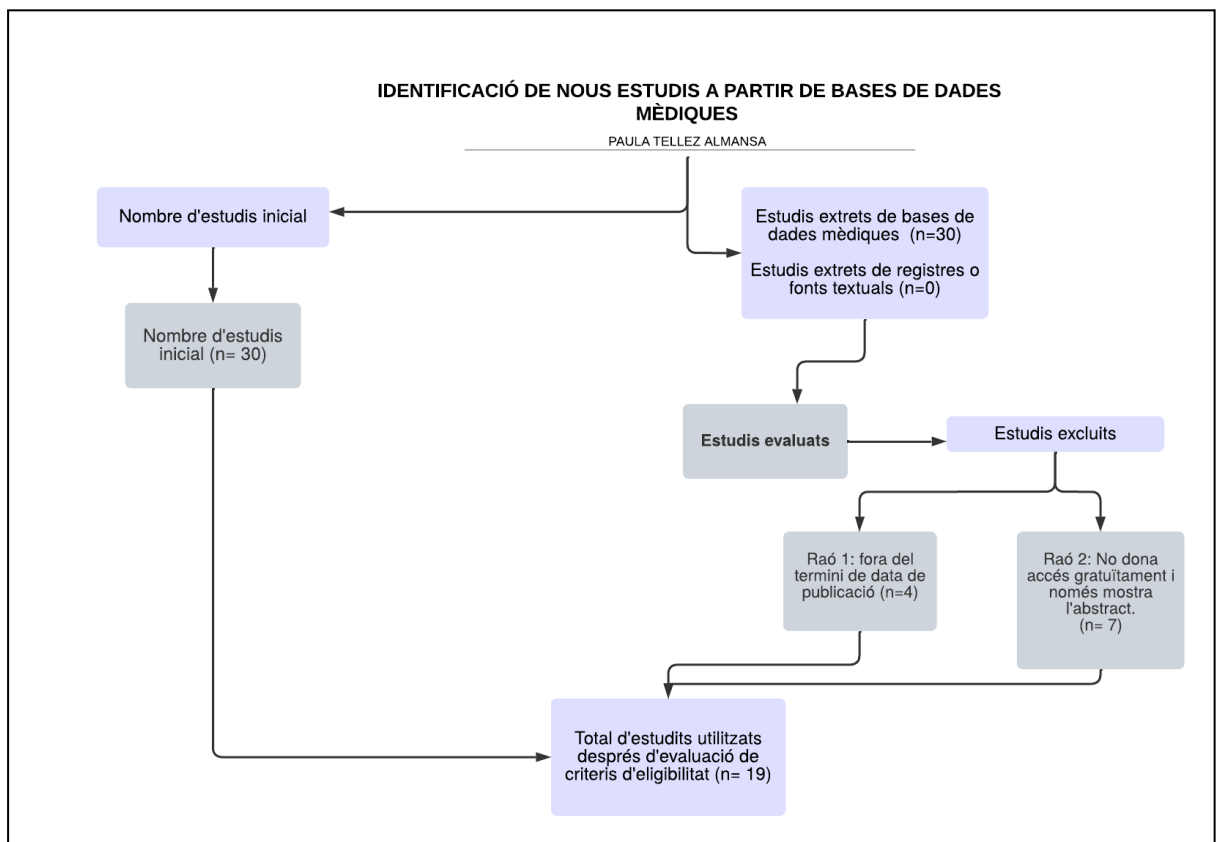 IDENTIFICACIÓ DE NOUS ESTUDIS A PARTIR DE BASES DE DADES
MÈDIQUES
PAULA TELLEZ ALMANSA
Nombre d'estudis inicial
Estudis extrets de bases de
dades mèdiques (n=30)
Estudis extrets de registres o
fonts textuals (n=0)
Nombre d'estudis
inicial (n= 30)
Estudis evaluats
Estudis excluits
Raó 1: fora del
termini de data de
publicació (n=4)
Raó 2: No dona
accés gratuïtament i
només mostra
l'abstract.
(n= 7)
Total d'estudits utilitzats
després d'evaluació de
criteris d'eligibilitat (n= 19)